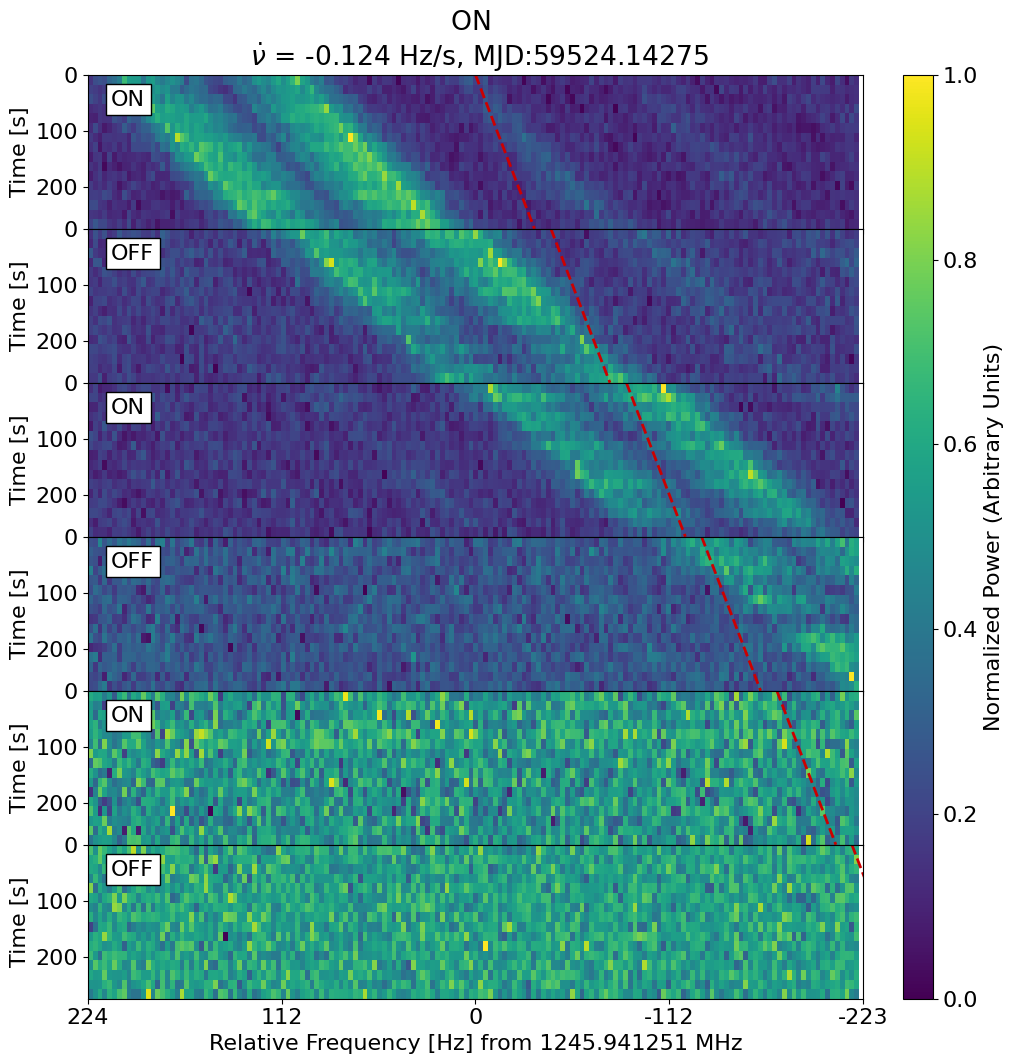 ON
ν̇ = -0.124 Hz/s, MJD:59524.14275
0
100
200
Time [s]
ON
0
100
200
Time [s]
OFF
0
100
200
Time [s]
ON
0
100
200
Time [s]
OFF
0
100
200
Time [s]
ON
0
100
200
Time [s]
OFF
224 112 0 -112 -223
Relative Frequency [Hz] from 1245.941251 MHz
1.0
0.8
0.6
0.4
0.2
0.0
Normalized Power (Arbitrary Units)